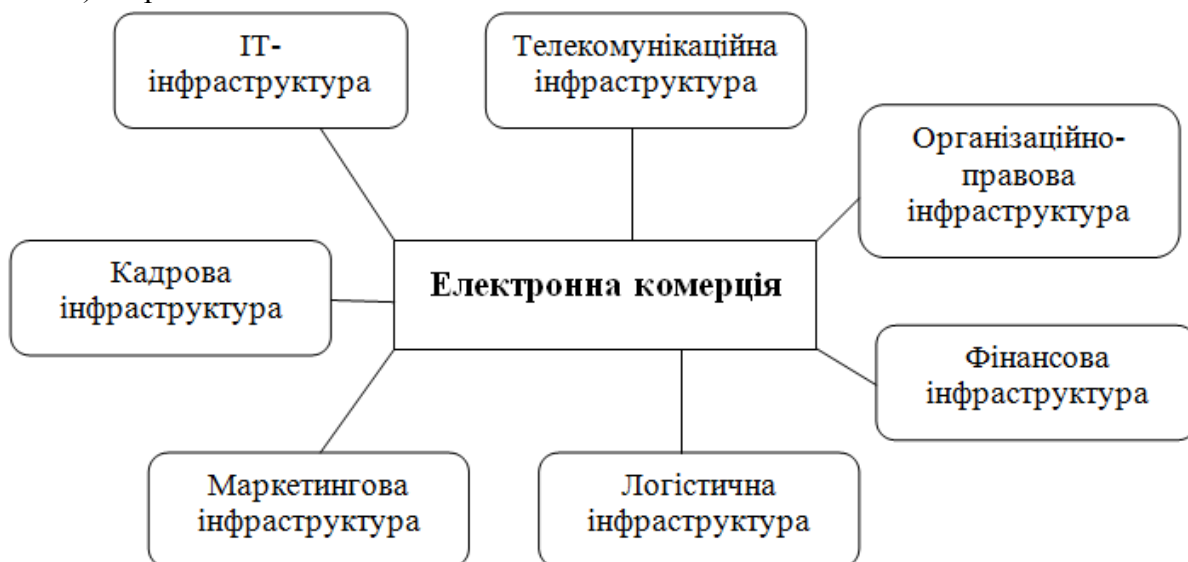 ІТ-
інфраструктура
Телекомунікаційна
інфраструктура
Організаційно-
правова
інфраструктура
Кадрова
інфраструктура
Електронна комерція
Фінансова
інфраструктура
Маркетингова
інфраструктура
Логістична
інфраструктура